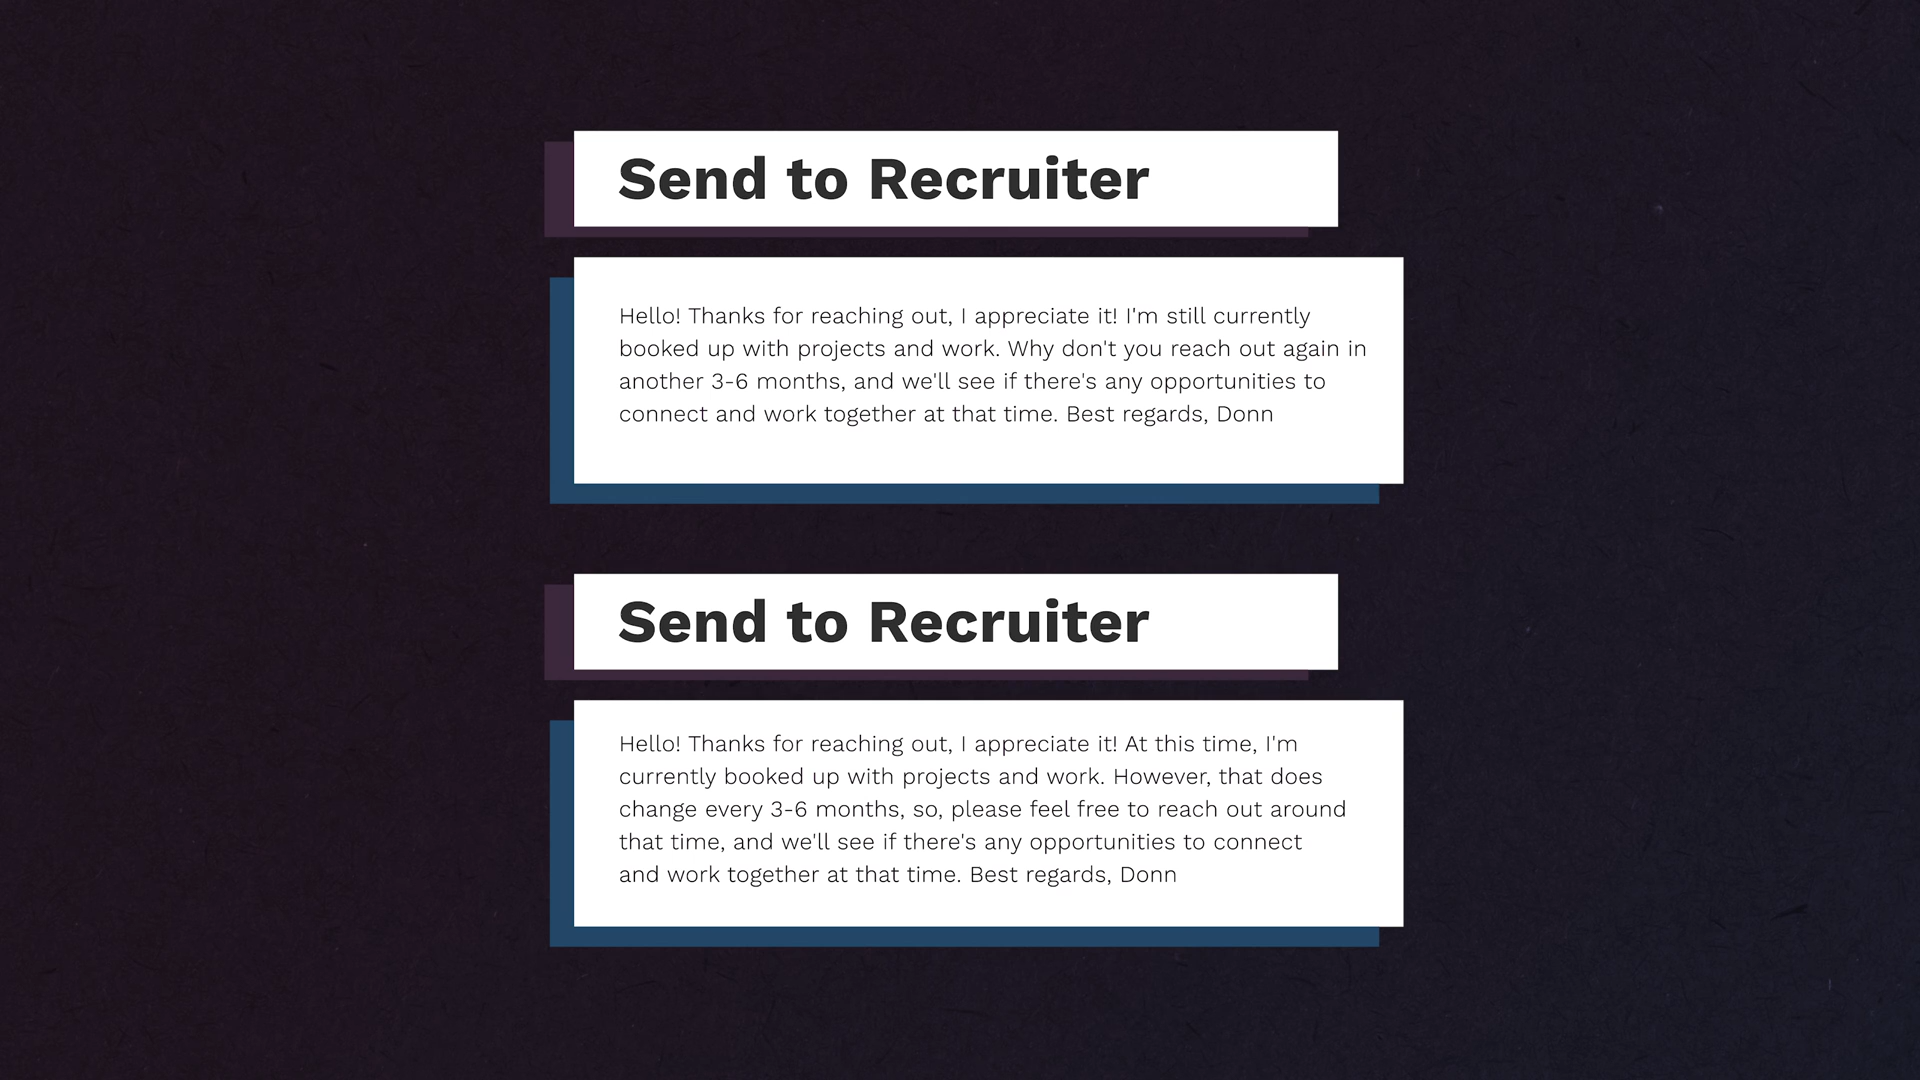 Send to Recruiter
Hello! Thanks for reaching out, I appreciate it! I'm still currently
booked up with projects and work. Why don't you reach out again in
another 3-6 months, and we'll see if there's any opportunities to
connect and work together at that time. Best regards, Donn
Send to Recruiter
Hello! Thanks for reaching out, I appreciate it! At this time, I'm
currently booked up with projects and work. However, that does
change every 3-6 months, so, please feel free to reach out around
that time, and we'll see if there's any opportunities to connect
and work together at that time. Best regards, Donn